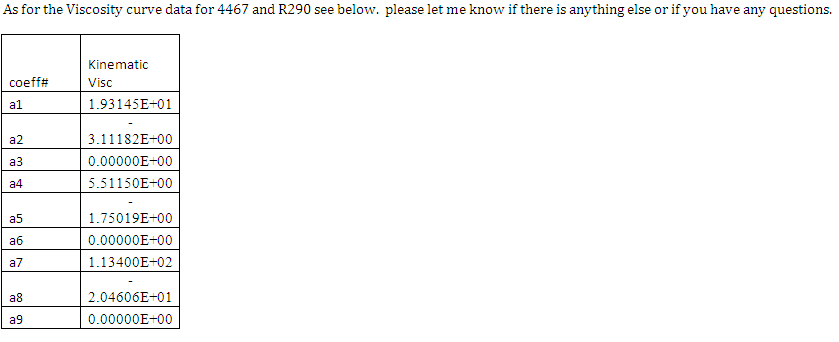 As for the Viscosity curve data for 4467 and R290 see below. please let me know if there is anything else or if you have any questions.
coeff# Kinematic Visc
a1 1.93145E+01
a2 -3.11182E+00
a3 0.00000E+00
a4 5.51150E+00
a5 -1.75019E+00
a6 0.00000E+00
a7 1.13400E+02
a8 -2.04606E+01
a9 0.00000E+00